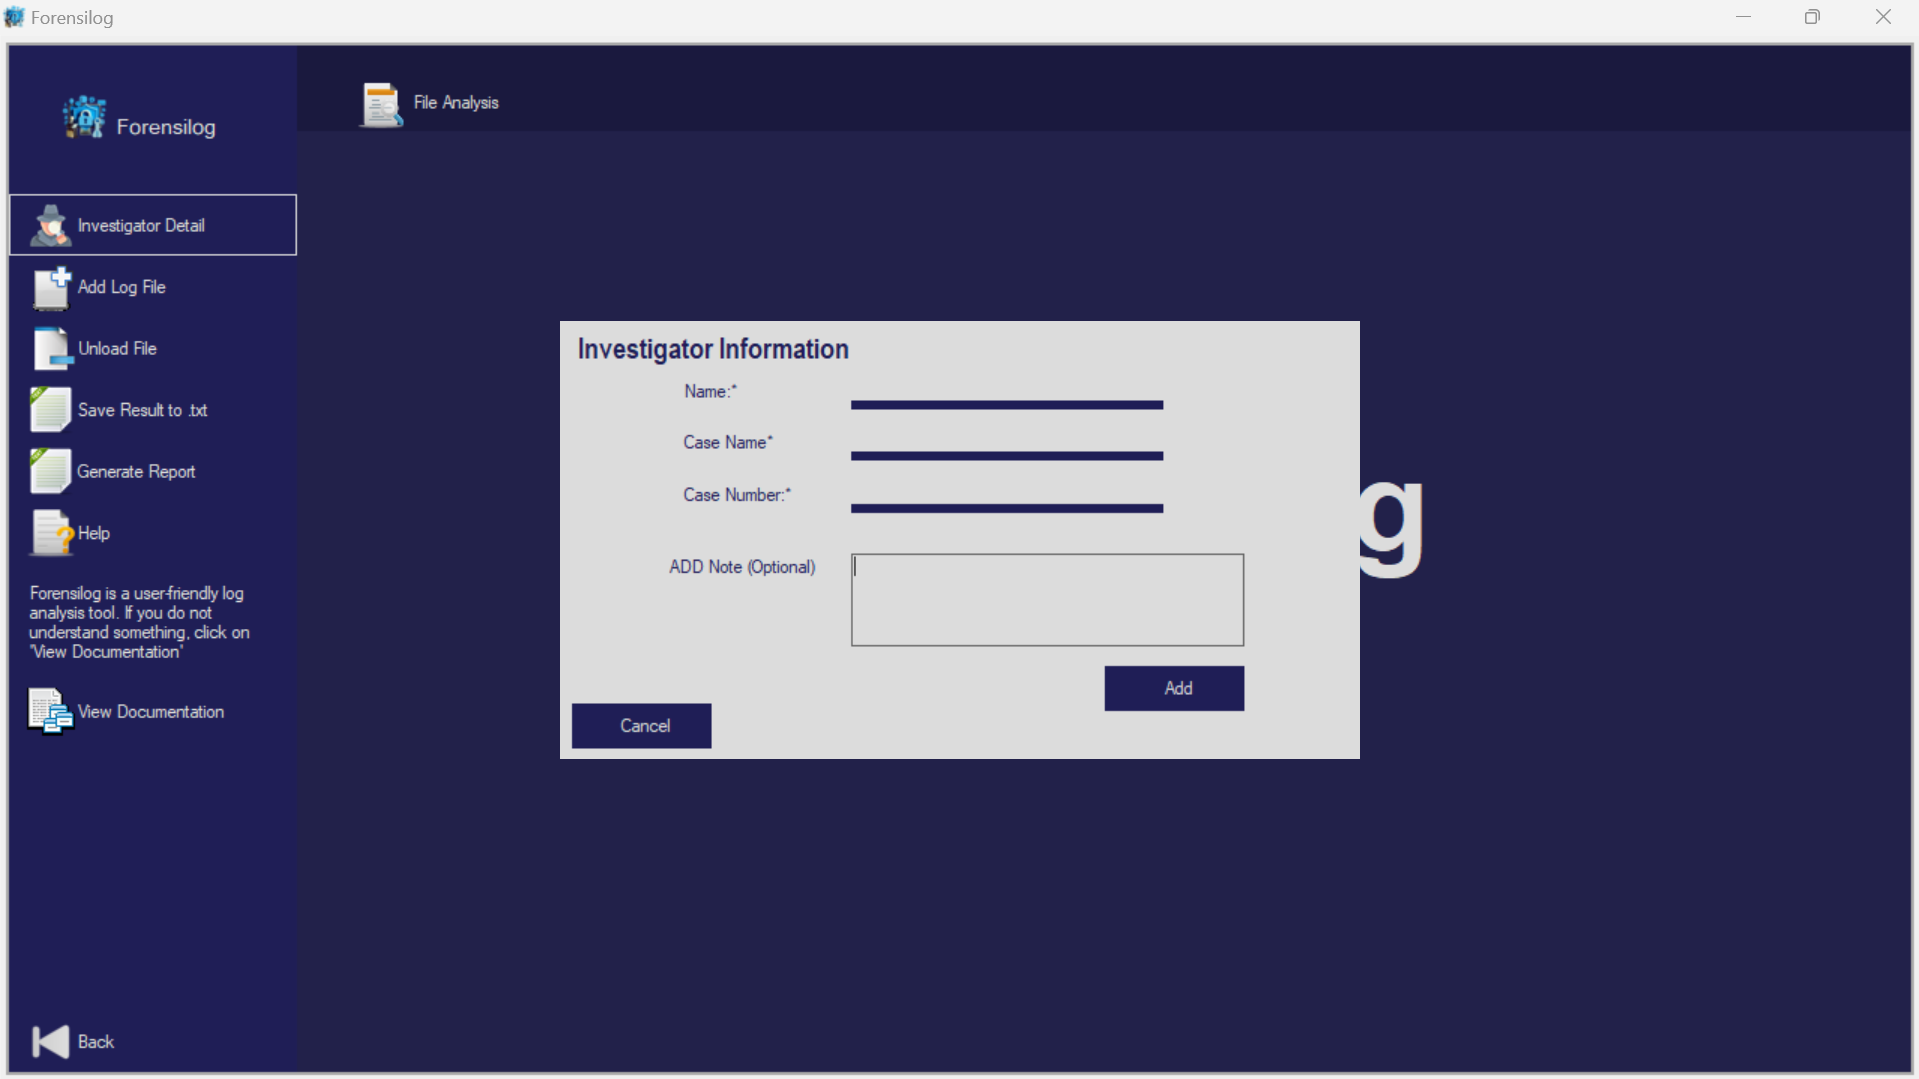 Forensilog
Forensilog
File Analysis
Investigator Detail
Add Log File
Unload File
Save Result to .txt
Generate Report
Help
Forensilog is a user-friendly log
analysis tool. If you do not
understand something, click on
'View Documentation'
View Documentation
Back
Investigator Information
Name:*
Case Name*
Case Number:*
ADD Note (Optional)
Add
Cancel
g